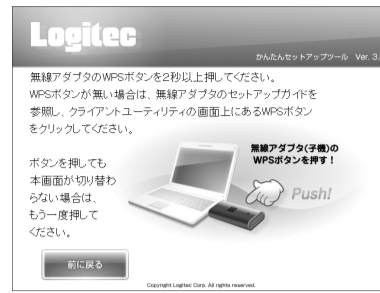 Logitec
かんたんセットアップツール Ver. 3.
無線アダプタのWPSボタンを2秒以上押してください。
WPSボタンが無い場合は、無線アダプタのセットアップガイドを
参照し、クライアントユーティリティの画面上にあるWPSボタン
をクリックしてください。
無線アダプタ(子機)の
WPSボタンを押す！
Push!
ボタンを押しても
本画面が切り替わ
らない場合は、
もう一度押して
ください。
前に戻る
Copyright Logitec Corp. All rights reserved.